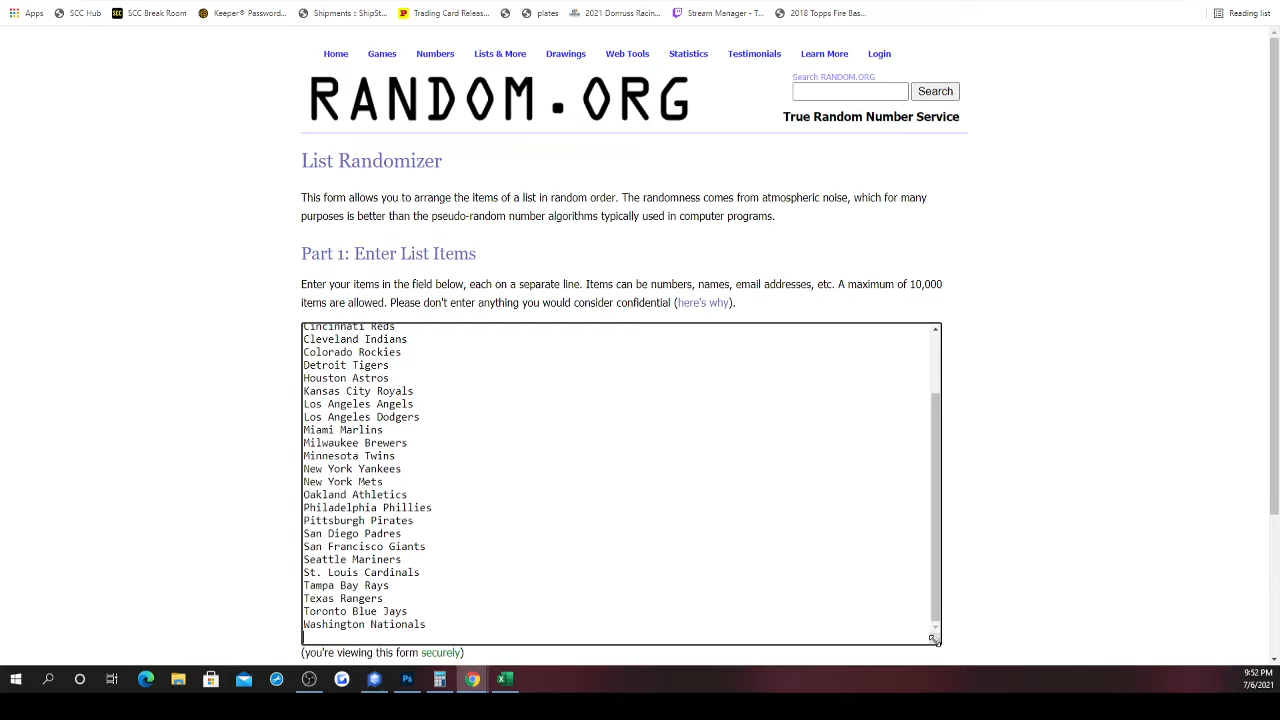 Apps SCC Hub SCC Break Room Keeper® Password... Shipments :: ShipSt... Trading Card Releas... plates 2021 Donruss Racin... Stream Manager - T... 2018 Topps Fire Bas... Reading list
Home Games Numbers Lists & More Drawings Web Tools Statistics Testimonials Learn More Login
RANDOM.ORG
Search RANDOM.ORG
Search
True Random Number Service
List Randomizer
This form allows you to arrange the items of a list in random order. The randomness comes from atmospheric noise, which for many
purposes is better than the pseudo-random number algorithms typically used in computer programs.
Part 1: Enter List Items
Enter your items in the field below, each on a separate line. Items can be numbers, names, email addresses, etc. A maximum of 10,000
items are allowed. Please don't enter anything you would consider confidential (here's why).
Cincinnati Reds
Cleveland Indians
Colorado Rockies
Detroit Tigers
Houston Astros
Kansas City Royals
Los Angeles Angels
Los Angeles Dodgers
Miami Marlins
Milwaukee Brewers
Minnesota Twins
New York Yankees
New York Mets
Oakland Athletics
Philadelphia Phillies
Pittsburgh Pirates
San Diego Padres
San Francisco Giants
Seattle Mariners
St. Louis Cardinals
Tampa Bay Rays
Texas Rangers
Toronto Blue Jays
Washington Nationals
(you're viewing this form securely)
9:52 PM
7/6/2021